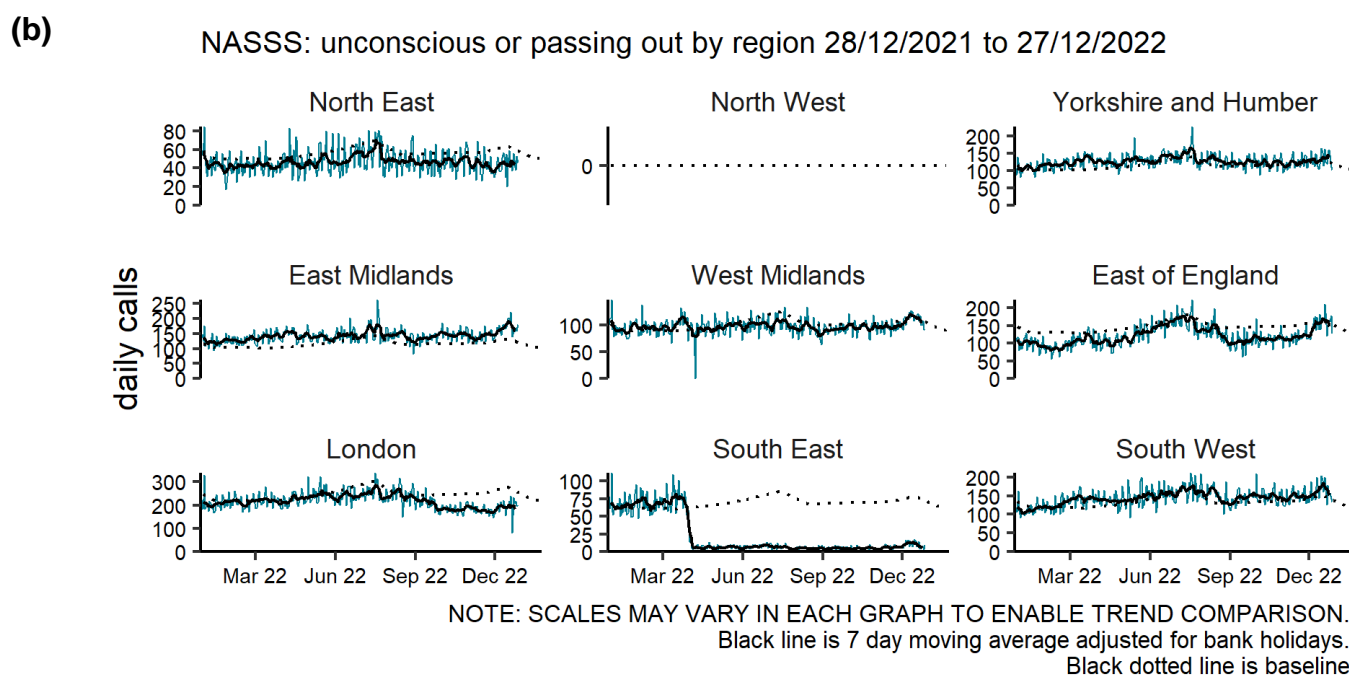 (b)
NASSS: unconscious or passing out by region 28/12/2021 to 27/12/2022
North East
North West
Yorkshire and Humber
80
60
40
20
0
0
200
150
100
50
0
East Midlands
West Midlands
East of England
daily calls
250
200
150
100
50
0
100
50
0
200
150
100
50
0
London
South East
South West
300
200
100
0
100
75
50
25
0
200
150
100
50
0
Mar 22 Jun 22 Sep 22 Dec 22
Mar 22 Jun 22 Sep 22 Dec 22
Mar 22 Jun 22 Sep 22 Dec 22
NOTE: SCALES MAY VARY IN EACH GRAPH TO ENABLE TREND COMPARISON.
Black line is 7 day moving average adjusted for bank holidays.
Black dotted line is baseline